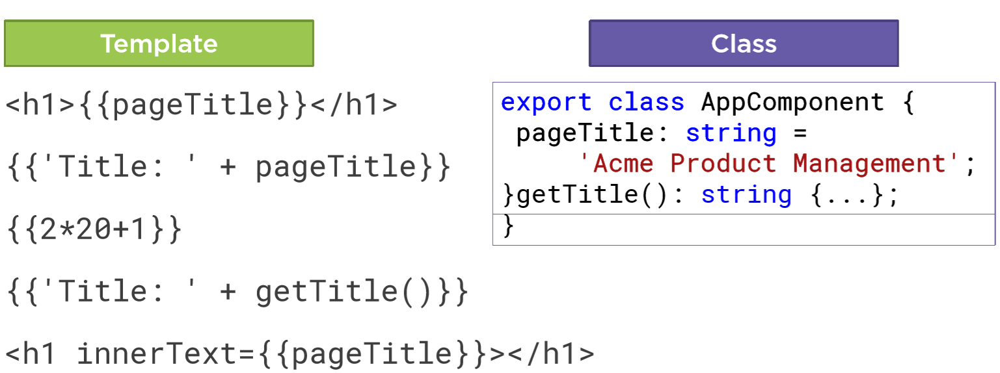 Template
<h1>{{pageTitle}}</h1>
{{'Title: ' + pageTitle}}
{{2*20+1}}
{{'Title: ' + getTitle()}}
<h1 innerText={{pageTitle}}></h1>
Class
export class AppComponent {
pageTitle: string =
'Acme Product Management';
}getTitle(): string {...};
}